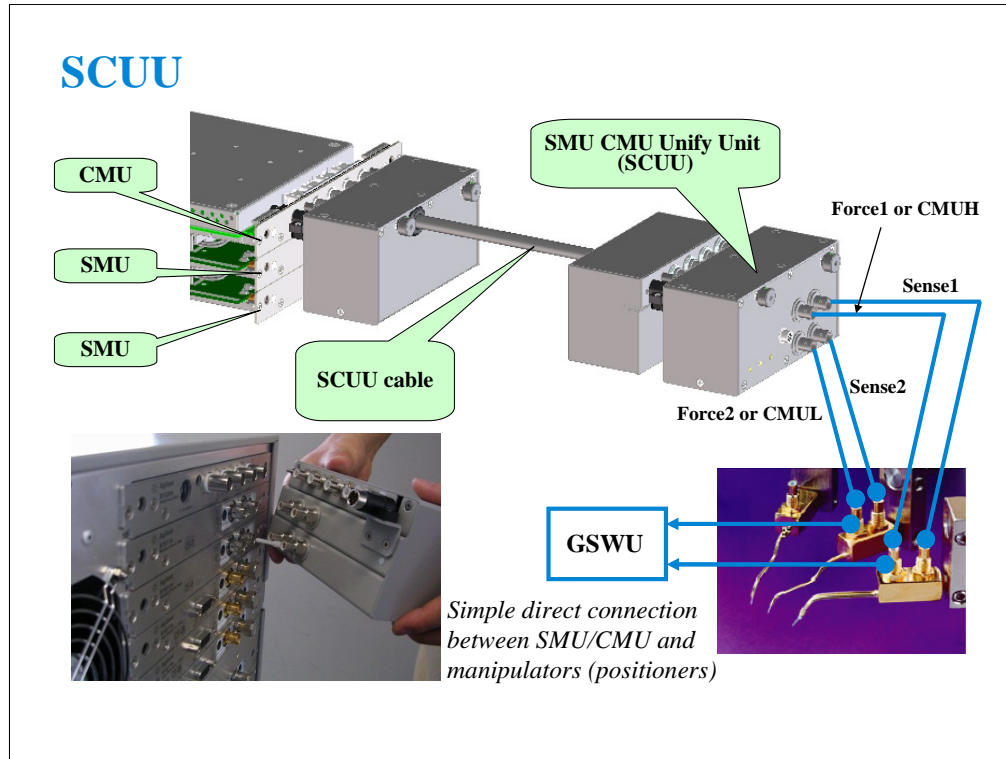 SCUU
SMU CMU Unify Unit
(SCUU)
CMU
Force1 or CMUH
SMU
Sense1
SMU
SCUU cable
Sense2
Force2 or CMUL
GSWU
Simple direct connection
between SMU/CMU and
manipulators (positioners)